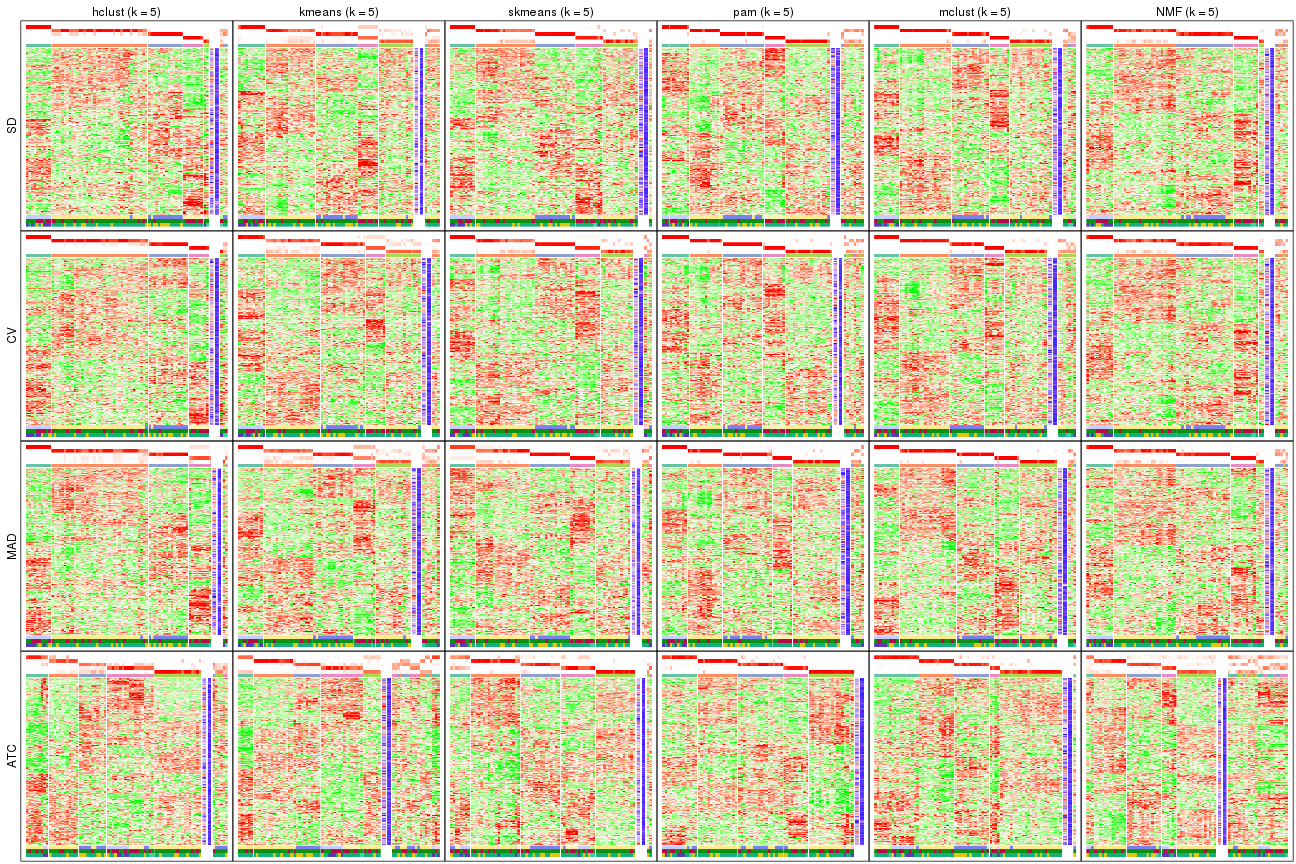 hclust (k = 5) kmeans (k = 5) skmeans (k = 5) pam (k = 5) mclust (k = 5) NMF (k = 5)
SD
CV
MAD
ATC